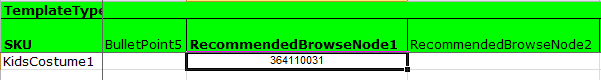 TemplateType
SKU BulletPoint5 RecommendedBrowseNode1 RecommendedBrowseNode2
KidsCostume1 364110031